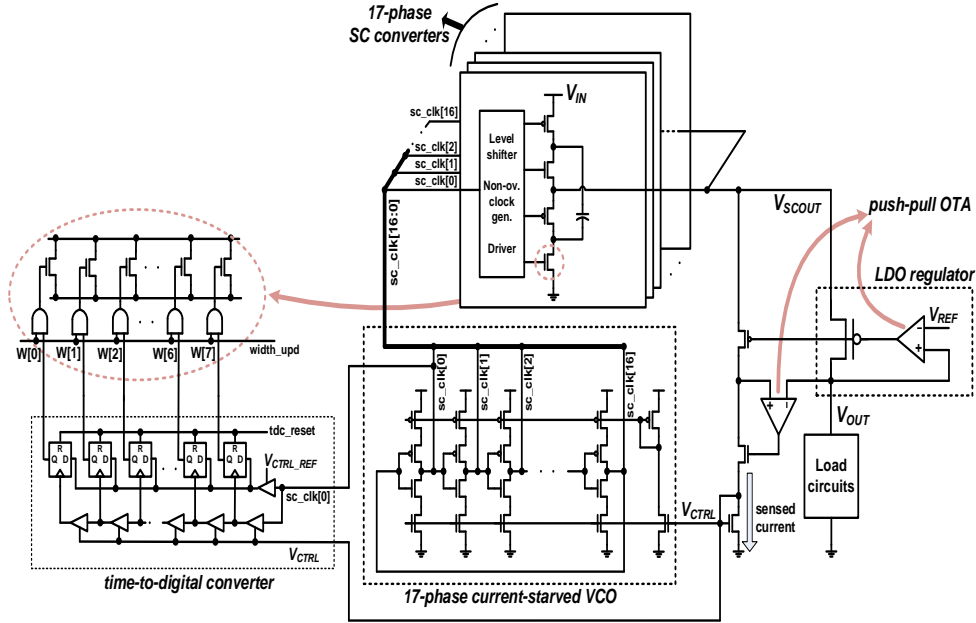 17-phase
SC converters
sc_clk[16]
sc_clk[2]
sc_clk[1]
sc_clk[0]
sc_clk[16:0]
V_IN
Level
shifter
Non-ov.
clock
gen.
Driver
V_SCOUT
push-pull OTA
LDO regulator
V_REF
-
+
+
-
V_OUT
Load
circuits
sensed
current
V_CTRL
W[0]
W[1]
W[2]
W[6]
W[7]
width_upd
tdc_reset
R
Q D
R
Q D
R
Q D
R
Q D
R
Q D
V_CTRL_REF
sc_clk[0]
V_CTRL
time-to-digital converter
sc_clk[0]
sc_clk[1]
sc_clk[2]
sc_clk[16]
17-phase current-starved VCO